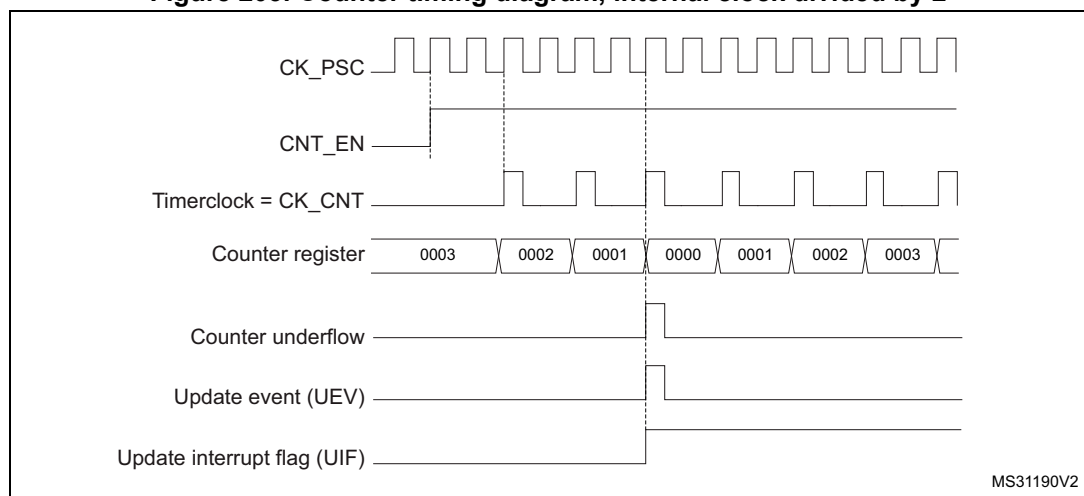 Figure Counter timing diagram, internal clock divided by 2
CK_PSC
CNT_EN
Timerclock = CK_CNT
Counter register 0003 0002 0001 0000 0001 0002 0003
Counter underflow
Update event (UEV)
Update interrupt flag (UIF)
MS31190V2